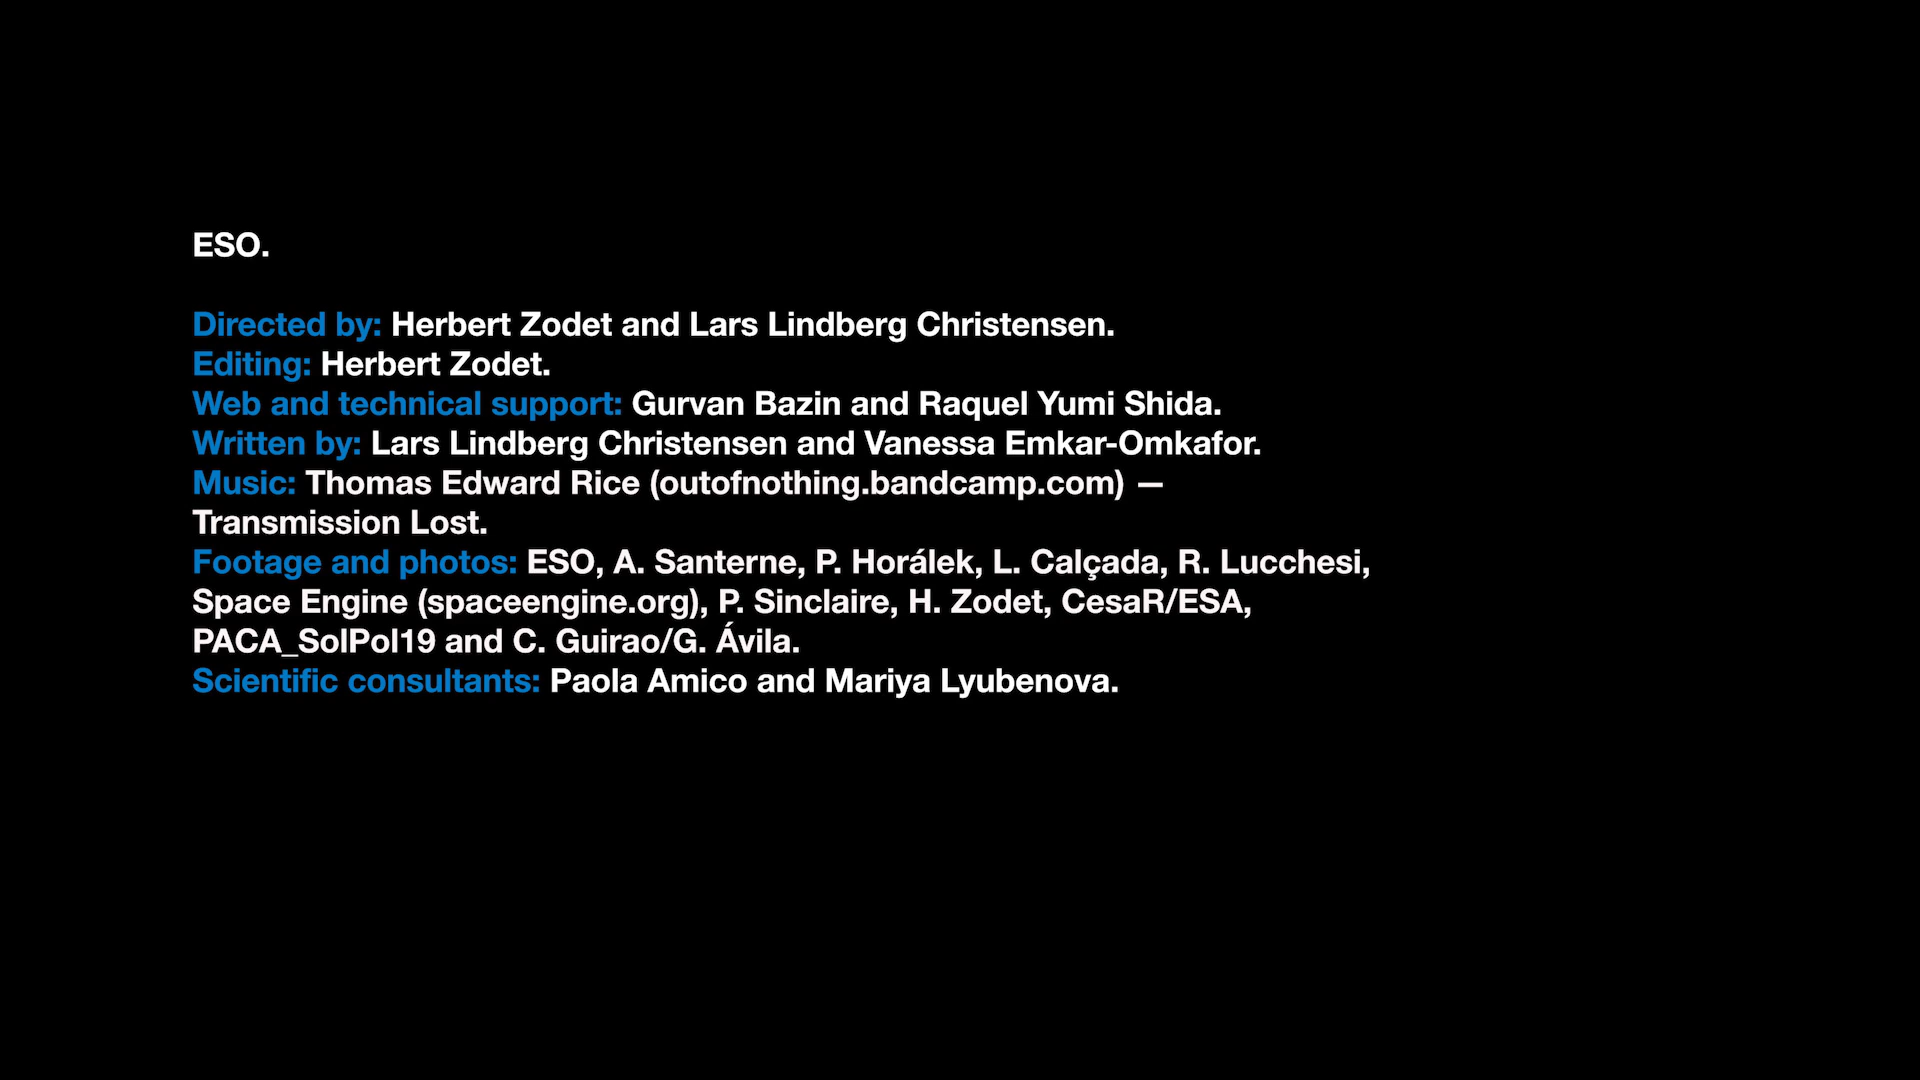 ESO.
Directed by: Herbert Zodet and Lars Lindberg Christensen.
Editing: Herbert Zodet.
Web and technical support: Gurvan Bazin and Raquel Yumi Shida.
Written by: Lars Lindberg Christensen and Vanessa Emkar-Omkafor.
Music: Thomas Edward Rice (outofnothing.bandcamp.com) —
Transmission Lost.
Footage and photos: ESO, A. Santerne, P. Horálek, L. Calçada, R. Lucchesi,
Space Engine (spaceengine.org), P. Sinclaire, H. Zodet, CesaR/ESA,
PACA_SolPol19 and C. Guirao/G. Ávila.
Scientific consultants: Paola Amico and Mariya Lyubenova.